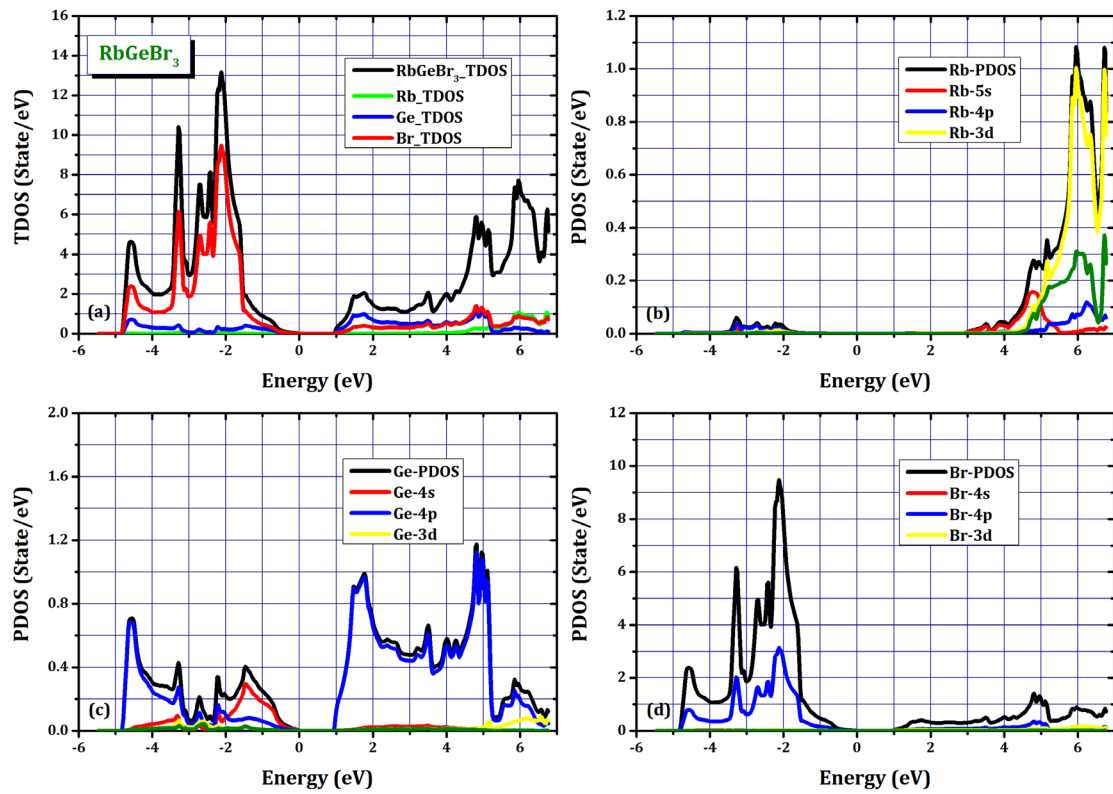 RbGeBr3
RbGeBr3_TDOS
Rb_TDOS
Ge_TDOS
Br_TDOS
TDOS (State/eV)
16
14
12
10
8
6
4
2
0
(a)
-6 -4 -2 0 2 4 6
Energy (eV)
Rb-PDOS
Rb-5s
Rb-4p
Rb-3d
PDOS (State/eV)
1.2
1.0
0.8
0.6
0.4
0.2
0.0
(b)
-6 -4 -2 0 2 4 6
Energy (eV)
Ge-PDOS
Ge-4s
Ge-4p
Ge-3d
PDOS (State/eV)
2.0
1.6
1.2
0.8
0.4
0.0
(c)
-6 -4 -2 0 2 4 6
Energy (eV)
Br-PDOS
Br-4s
Br-4p
Br-3d
PDOS (State/eV)
12
10
8
6
4
2
0
(d)
-6 -4 -2 0 2 4 6
Energy (eV)